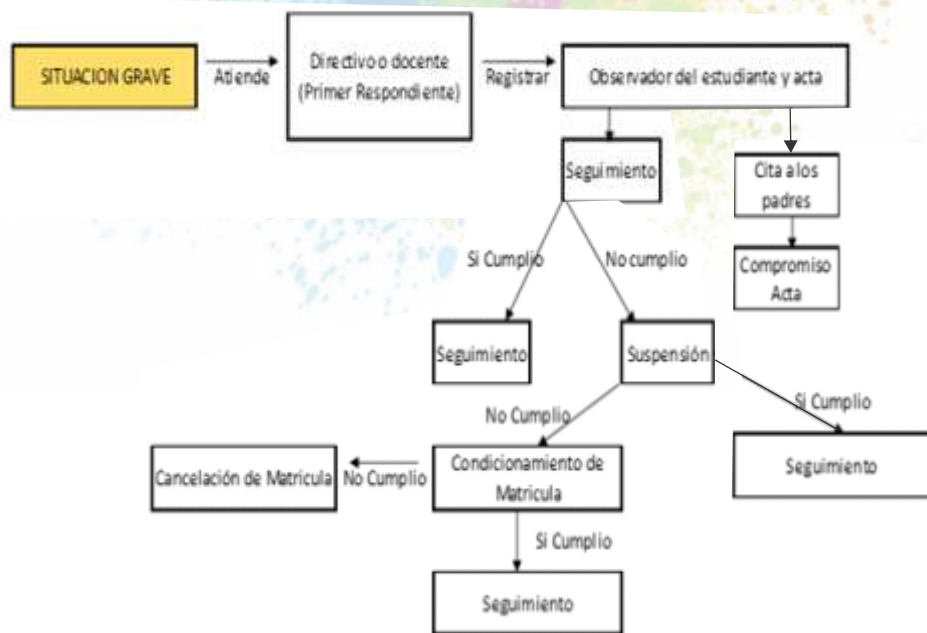 SITUACION GRAVE
Atiende
Directivo o docente
(Primer Respondiente)
Registrar
Observador del estudiante y acta
Seguimiento
Cita a los
padres
Si Cumplio
No cumplio
Compromiso
Acta
Seguimiento
Suspensión
No Cumplio
Si Cumplio
Cancelación de Matricula
No Cumplio
Condicionamiento de
Matricula
Seguimiento
Si Cumplio
Seguimiento